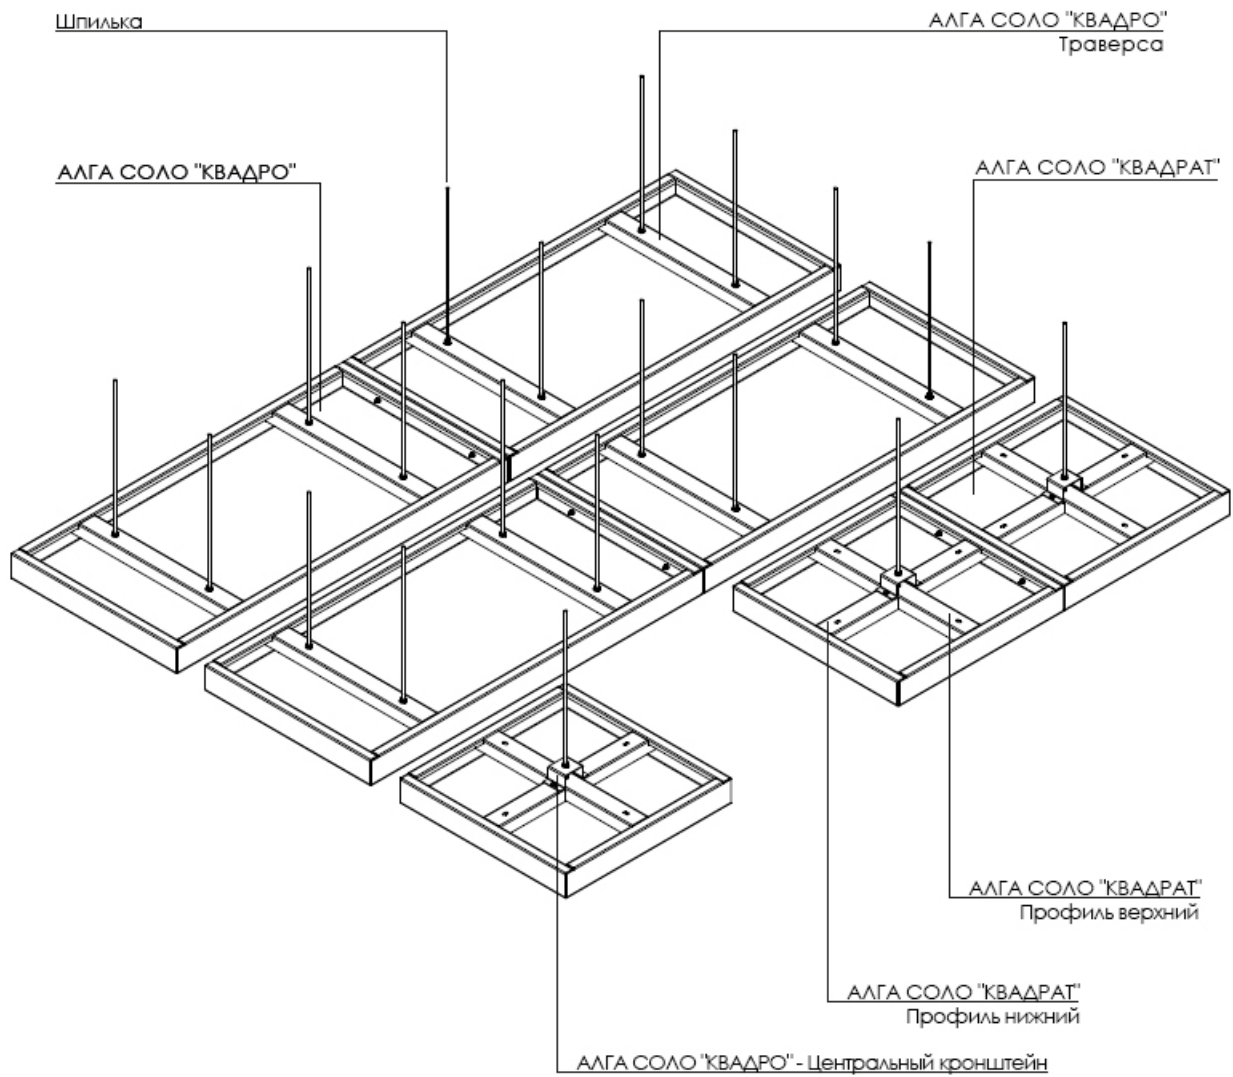 Шпилька
АЛГА СОЛО "КВАДРО"
Траверса
АЛГА СОЛО "КВАДРО"
АЛГА СОЛО "КВАДРАТ"
АЛГА СОЛО "КВАДРАТ"
Профиль верхний
АЛГА СОЛО "КВАДРАТ"
Профиль нижний
АЛГА СОЛО "КВАДРО" - Центральный кронштейн